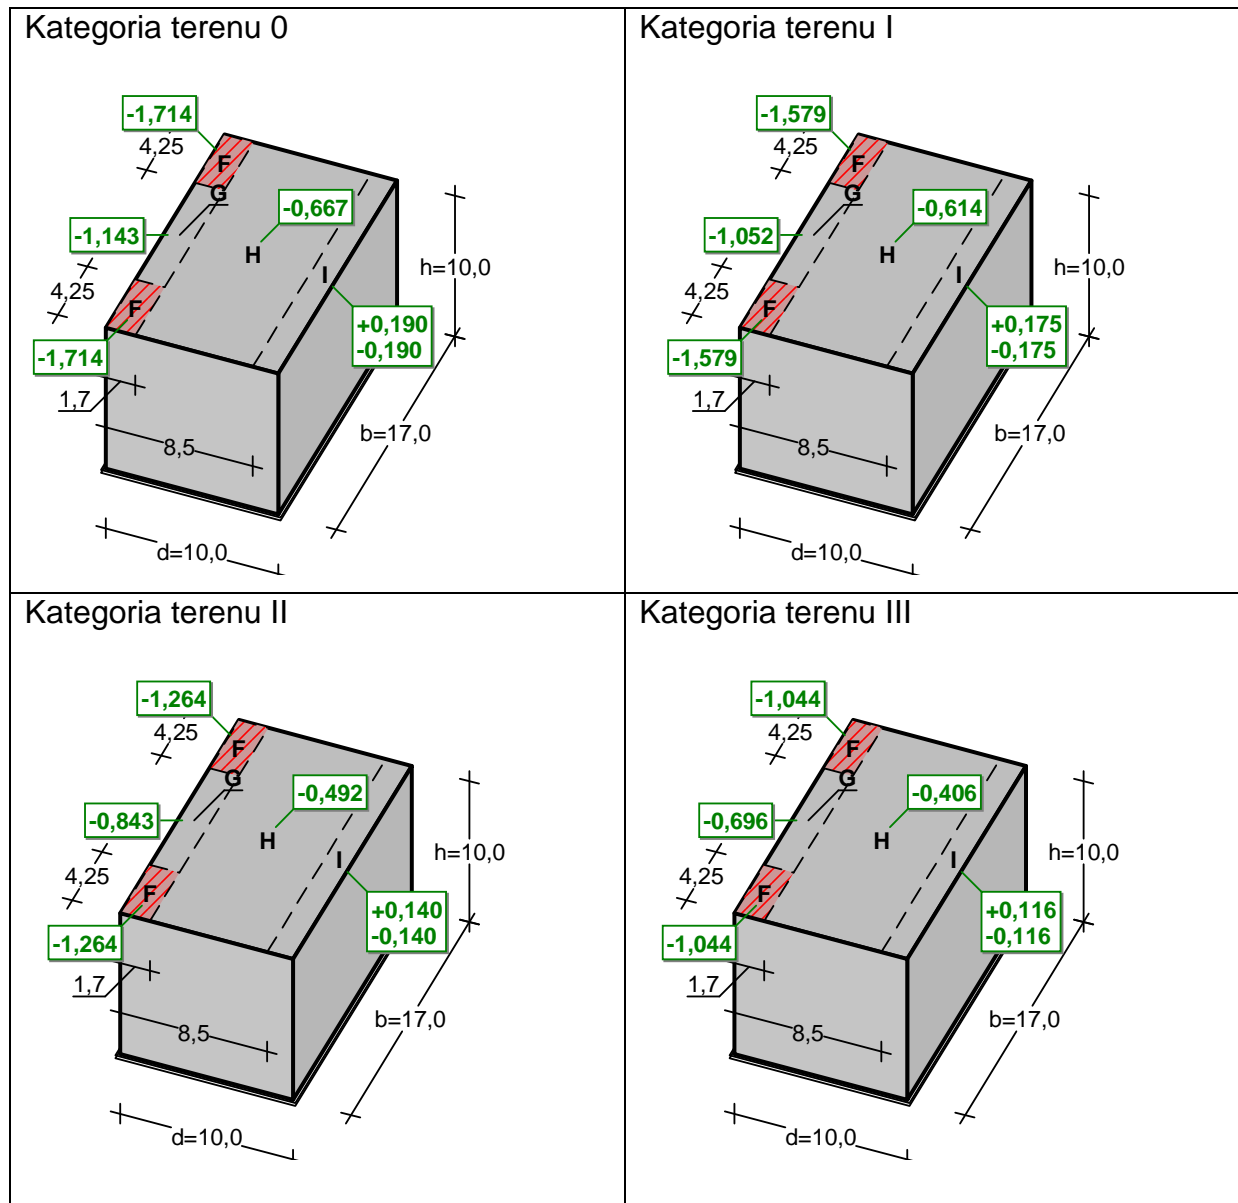 Kategoria terenu 0
-1,714
4,25
F
G
-0,667
-1,143
H
I
h=10,0
4,25
F
+0,190
-0,190
-1,714
1,7
b=17,0
8,5
d=10,0
Kategoria terenu I
-1,579
4,25
F
G
-0,614
-1,052
H
I
h=10,0
4,25
F
+0,175
-0,175
-1,579
1,7
b=17,0
8,5
d=10,0
Kategoria terenu II
-1,264
4,25
F
G
-0,492
-0,843
H
I
h=10,0
4,25
F
+0,140
-0,140
-1,264
1,7
b=17,0
8,5
d=10,0
Kategoria terenu III
-1,044
4,25
F
G
-0,406
-0,696
H
I
h=10,0
4,25
F
+0,116
-0,116
-1,044
1,7
b=17,0
8,5
d=10,0